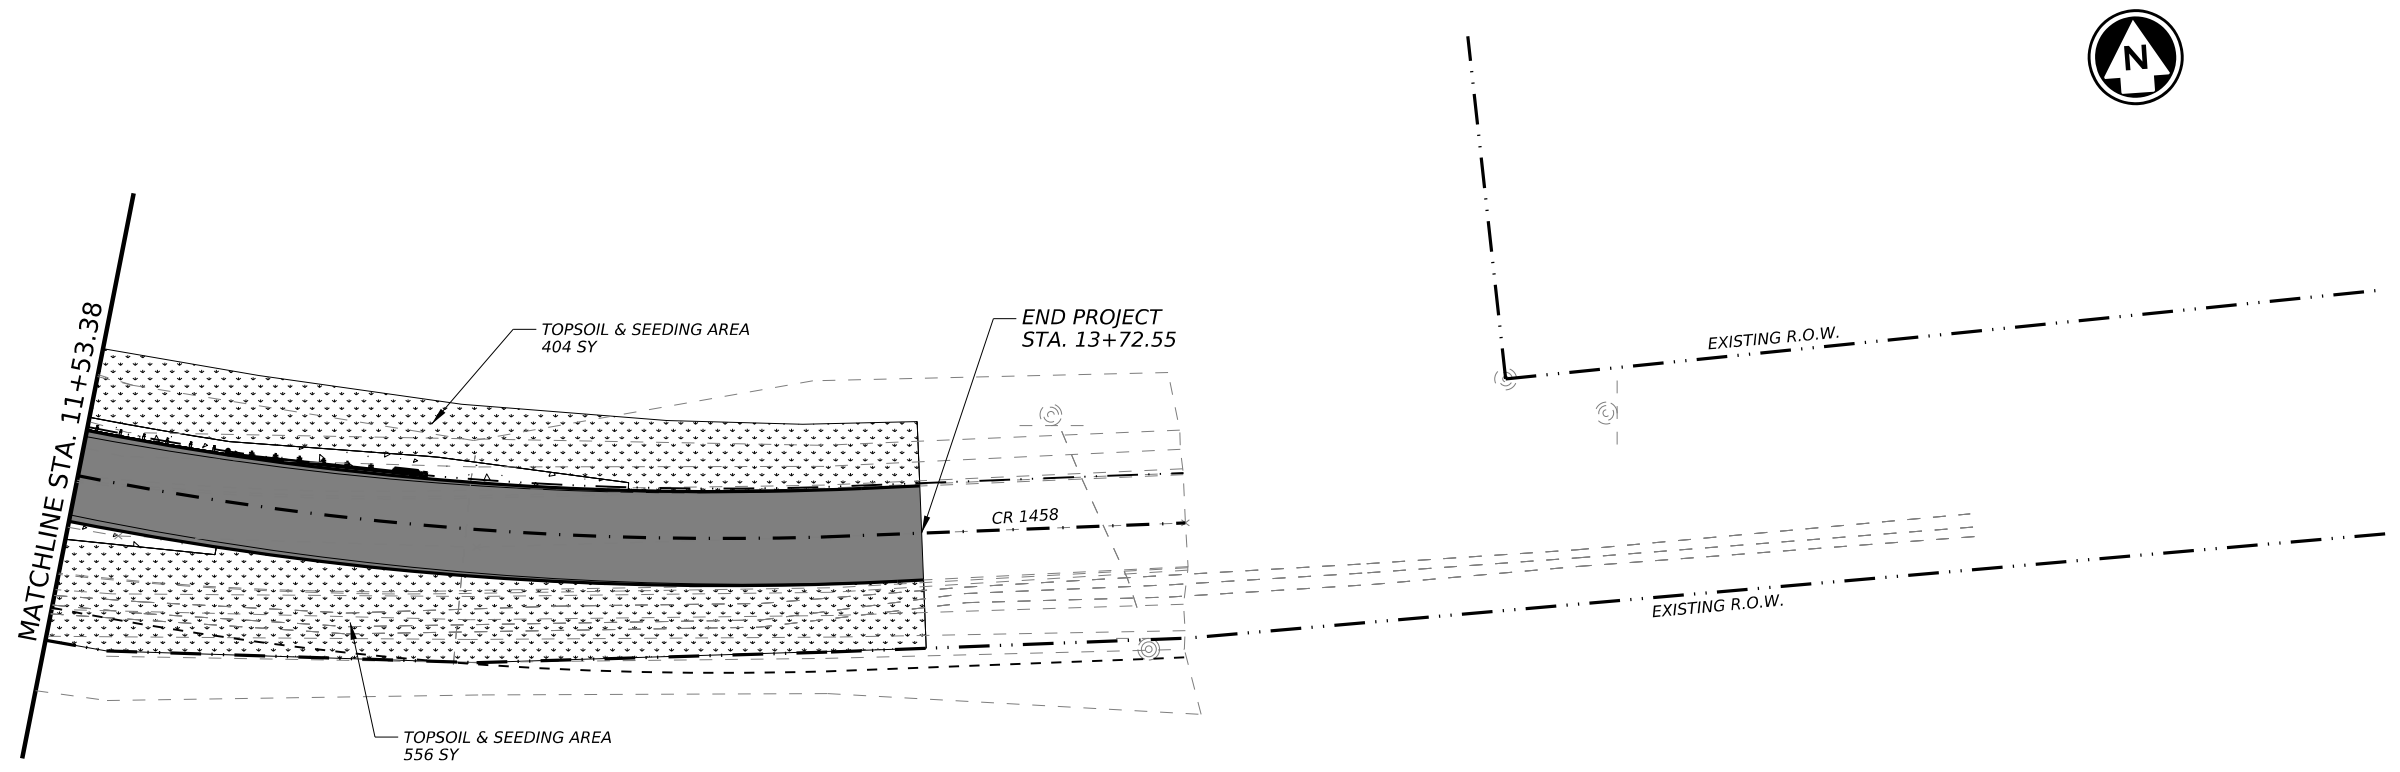 N
MATCHLINE STA. 11+53.38
TOPSOIL & SEEDING AREA
404 SY
END PROJECT
STA. 13+72.55
EXISTING R.O.W.
CR 1458
EXISTING R.O.W.
TOPSOIL & SEEDING AREA
556 SY